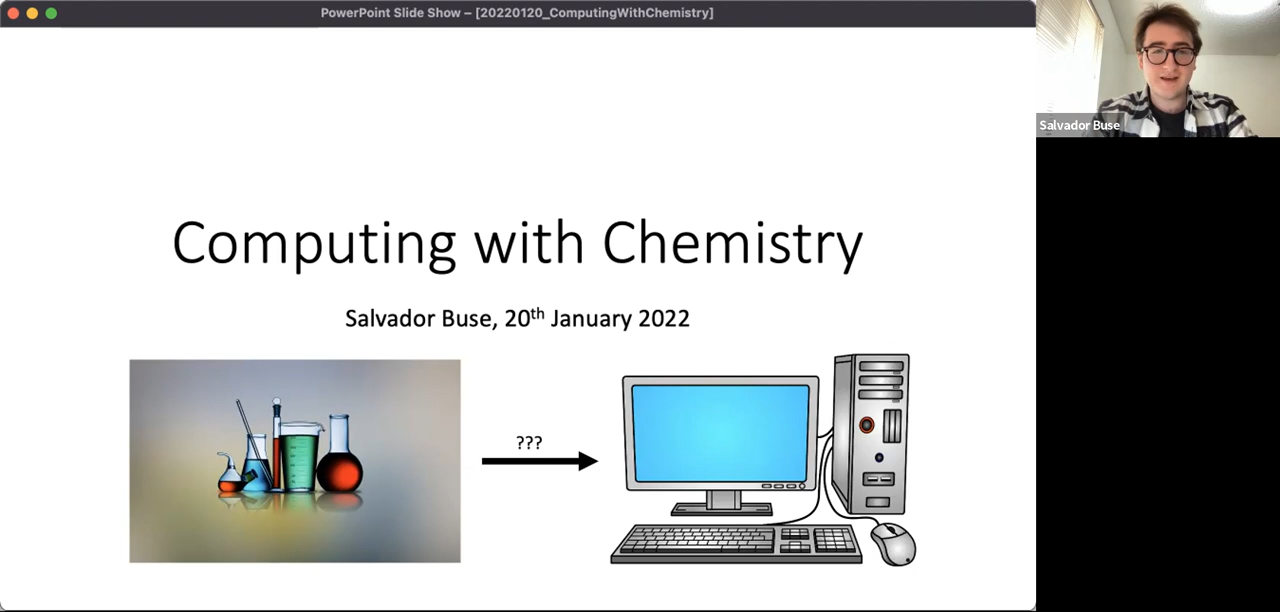 PowerPoint Slide Show – [20220120_ComputingWithChemistry]
Salvador Buse
Computing with Chemistry
Salvador Buse, 20th January 2022
???